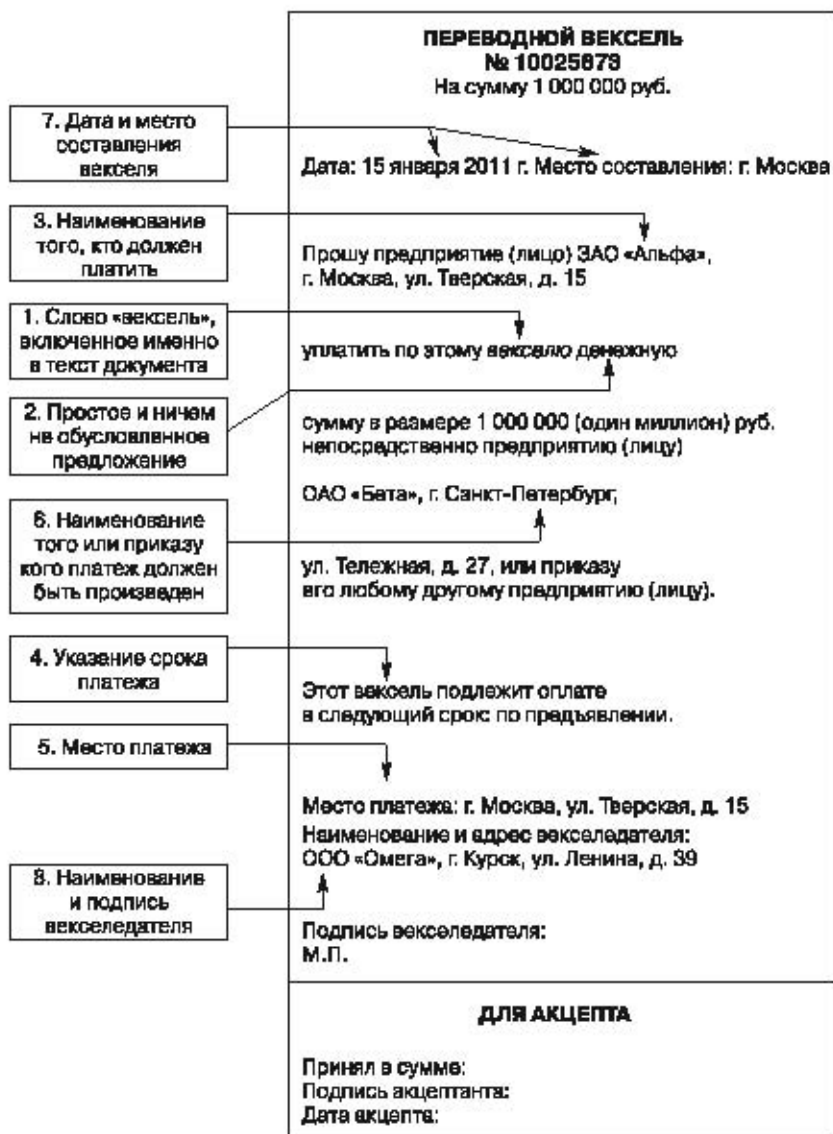 ПЕРЕВОДНОЙ ВЕКСЕЛЬ
№ 10025673
На сумму 1 000 000 руб.
7. Дата и место
составления
векселя
Дата: 15 января 2011 г. Место составления: г. Москва
3. Наименование
того, кто должен
платить
Прошу предприятие (лицо) ЗАО «Альфа»,
г. Москва, ул. Тверская, д. 15
1. Слово «вексель»,
включенное именно
в текст документа
уплатить по этому векселю денежную
2. Простое и ничем
не обусловленное
предложение
сумму в размере 1 000 000 (один миллион) руб.
непосредственно предприятию (лицу)
ОАО «Бета», г. Санкт-Петербург,
6. Наименование
того или приказу
кого платеж должен
быть произведен
ул. Тележная, д. 27, или приказу
его любому другому предприятию (лицу).
4. Указание срока
платежа
Этот вексель подлежит оплате
в следующий срок: по предъявлении.
5. Место платежа
Место платежа: г. Москва, ул. Тверская, д. 15
Наименование и адрес векселедателя:
ООО «Омега», г. Курск, ул. Ленина, д. 39
8. Наименование
и подпись
векселедателя
Подпись векселедателя:
М.П.
ДЛЯ АКЦЕПТА
Принял в сумме:
Подпись акцептанта:
Дата акцепта: